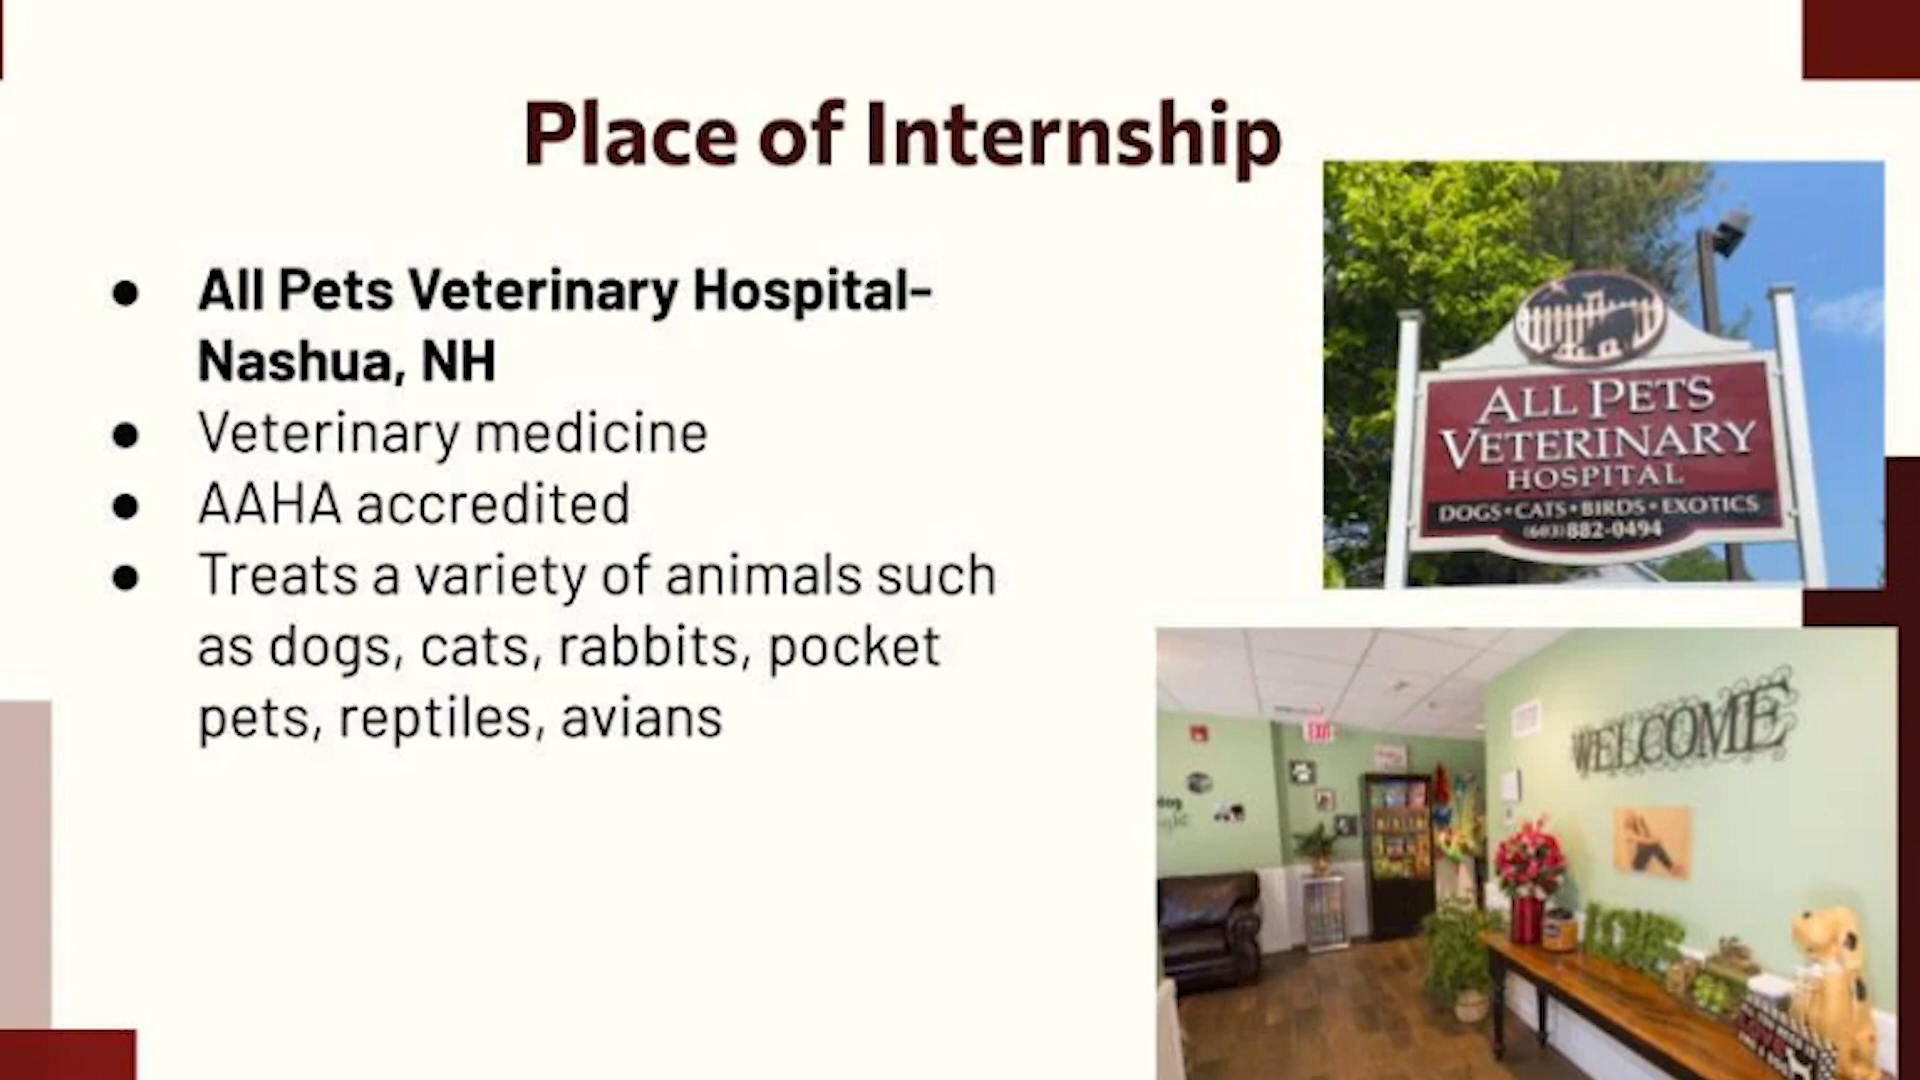 Place of Internship
● All Pets Veterinary Hospital-
Nashua, NH
● Veterinary medicine
● AAHA accredited
● Treats a variety of animals such
as dogs, cats, rabbits, pocket
pets, reptiles, avians
ALL PETS
VETERINARY
HOSPITAL
DOGS•CATS•BIRDS•EXOTICS
(603)882-0494
WELCOME
EXIT
dog
LOVE